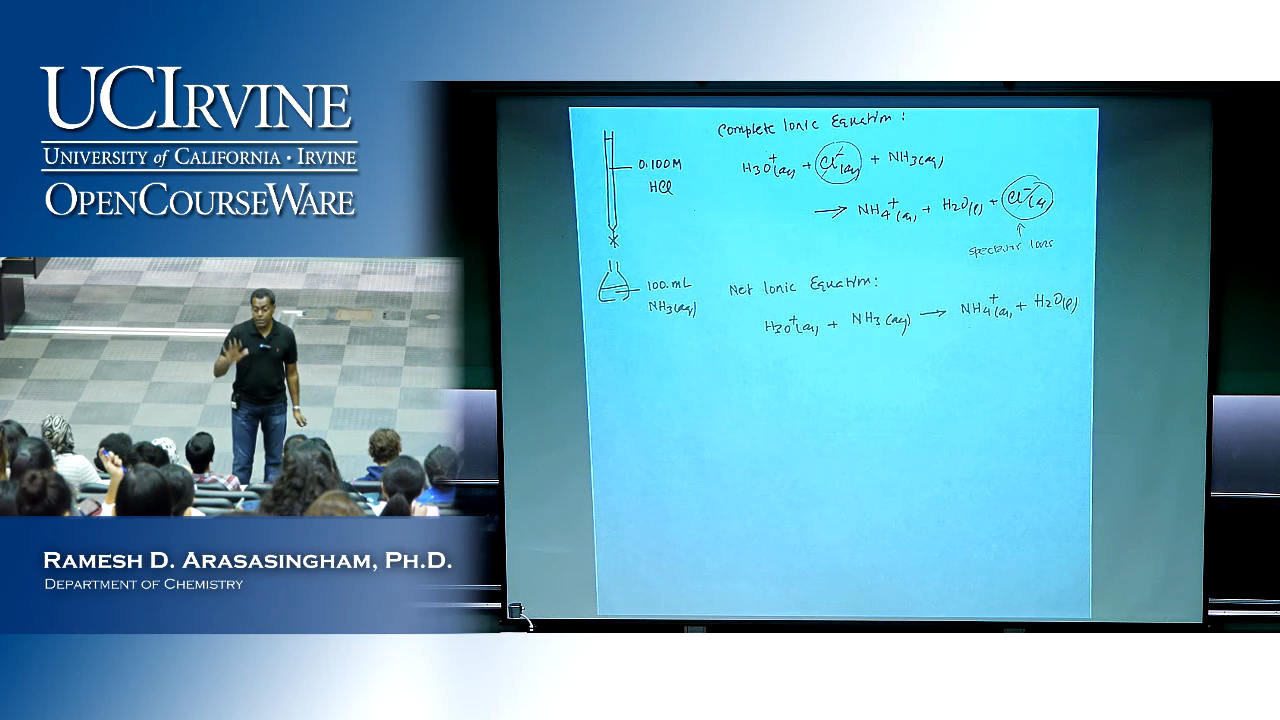 UCIRVINE
UNIVERSITY of CALIFORNIA · IRVINE
OPENCOURSEWARE
RAMESH D. ARASASINGHAM, PH.D.
DEPARTMENT OF CHEMISTRY
0.100M
HCl
100.mL
NH3(aq)
Complete Ionic Equation:
H3O+(aq) + Cl-(aq) + NH3(aq)
→ NH4+(aq) + H2O(l) + Cl-(aq)
↑
spectator ions
Net Ionic Equation:
H3O+(aq) + NH3(aq) → NH4+(aq) + H2O(l)